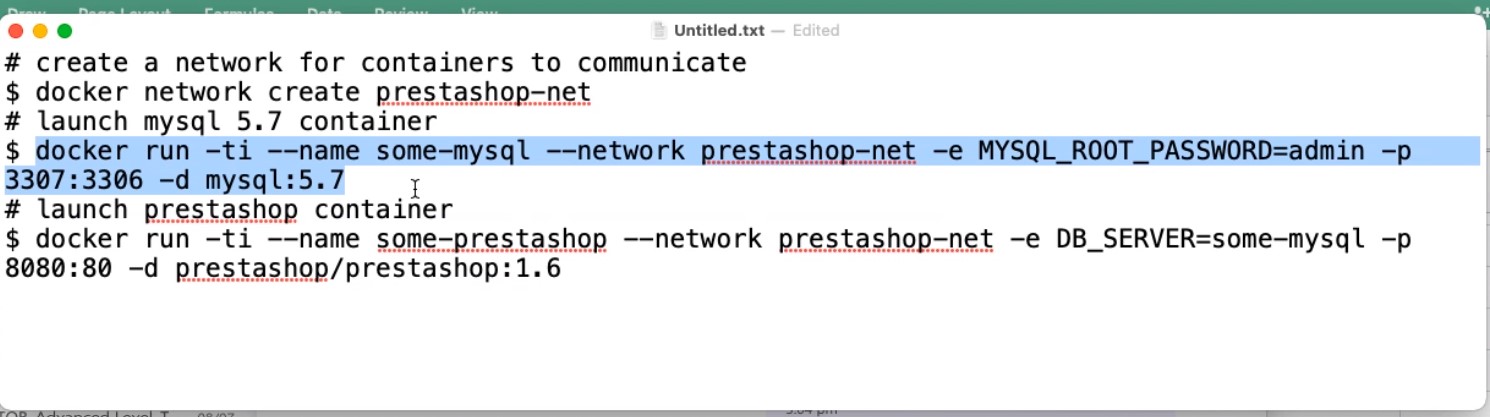 Untitled.txt — Edited
# create a network for containers to communicate
$ docker network create prestashop-net
# launch mysql 5.7 container
$ docker run -ti --name some-mysql --network prestashop-net -e MYSQL_ROOT_PASSWORD=admin -p
3307:3306 -d mysql:5.7
# launch prestashop container
$ docker run -ti --name some-prestashop --network prestashop-net -e DB_SERVER=some-mysql -p
8080:80 -d prestashop/prestashop:1.6